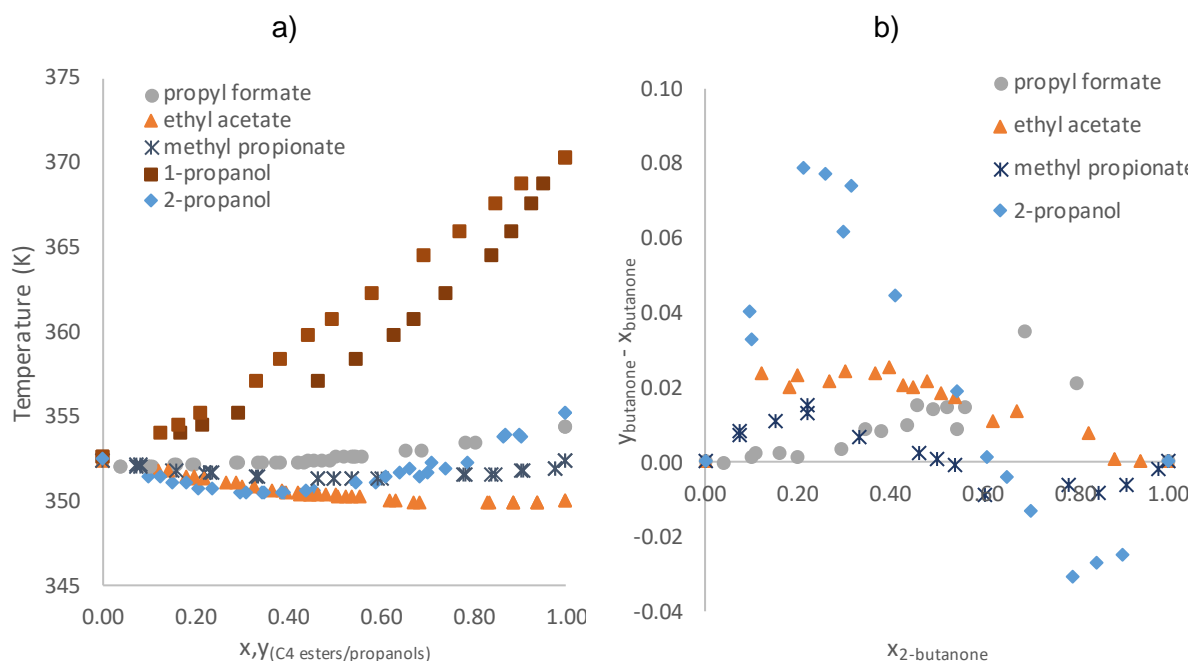 a)
375
370
365
360
355
350
345
Temperature (K)
propyl formate
ethyl acetate
methyl propionate
1-propanol
2-propanol
0.00 0.20 0.40 0.60 0.80 1.00
x,y(C4 esters/propanols)
b)
0.10
0.08
0.06
0.04
0.02
0.00
-0.02
-0.04
ybutanone - xbutanone
propyl formate
ethyl acetate
methyl propionate
2-propanol
0.00 0.20 0.40 0.60 0.80 1.00
x2-butanone